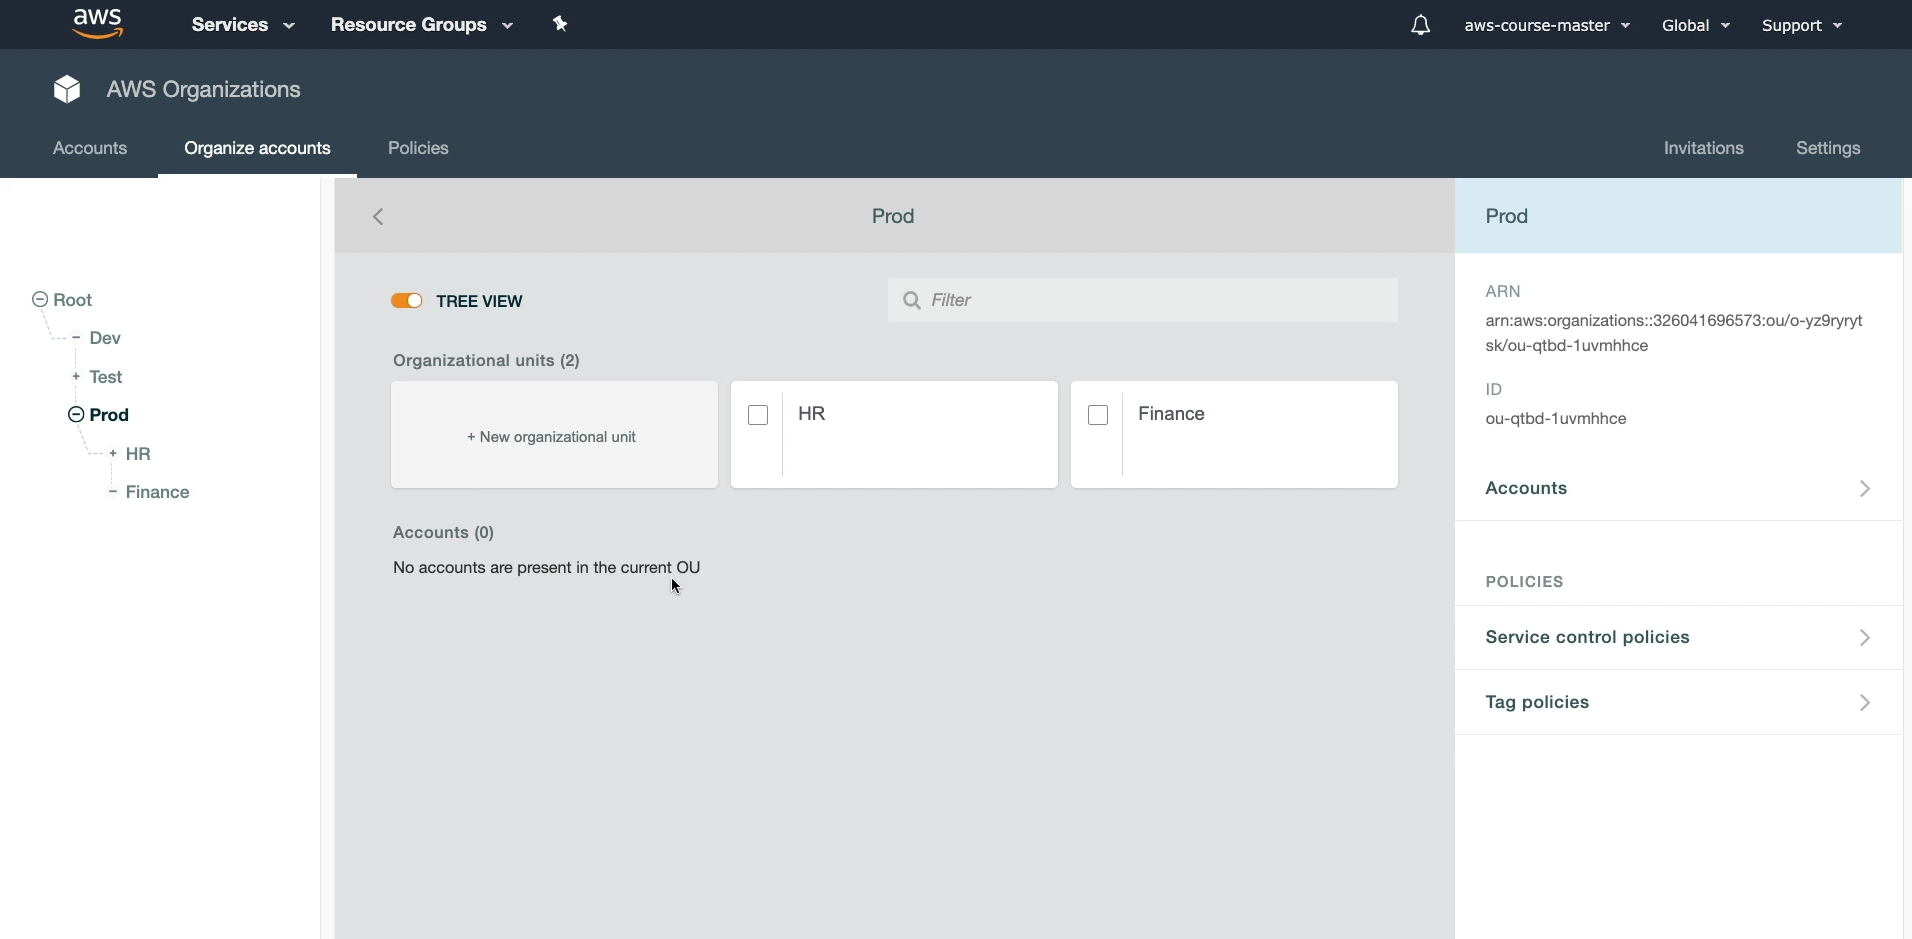 aws
Services
Resource Groups
aws-course-master
Global
Support
AWS Organizations
Accounts
Organize accounts
Policies
Invitations
Settings
Root
Dev
Test
Prod
HR
Finance
Prod
TREE VIEW
Filter
Organizational units (2)
+ New organizational unit
HR
Finance
Accounts (0)
No accounts are present in the current OU
Prod
ARN
arn:aws:organizations::326041696573:ou/o-yz9ryryt
sk/ou-qtbd-1uvmhhce
ID
ou-qtbd-1uvmhhce
Accounts
POLICIES
Service control policies
Tag policies